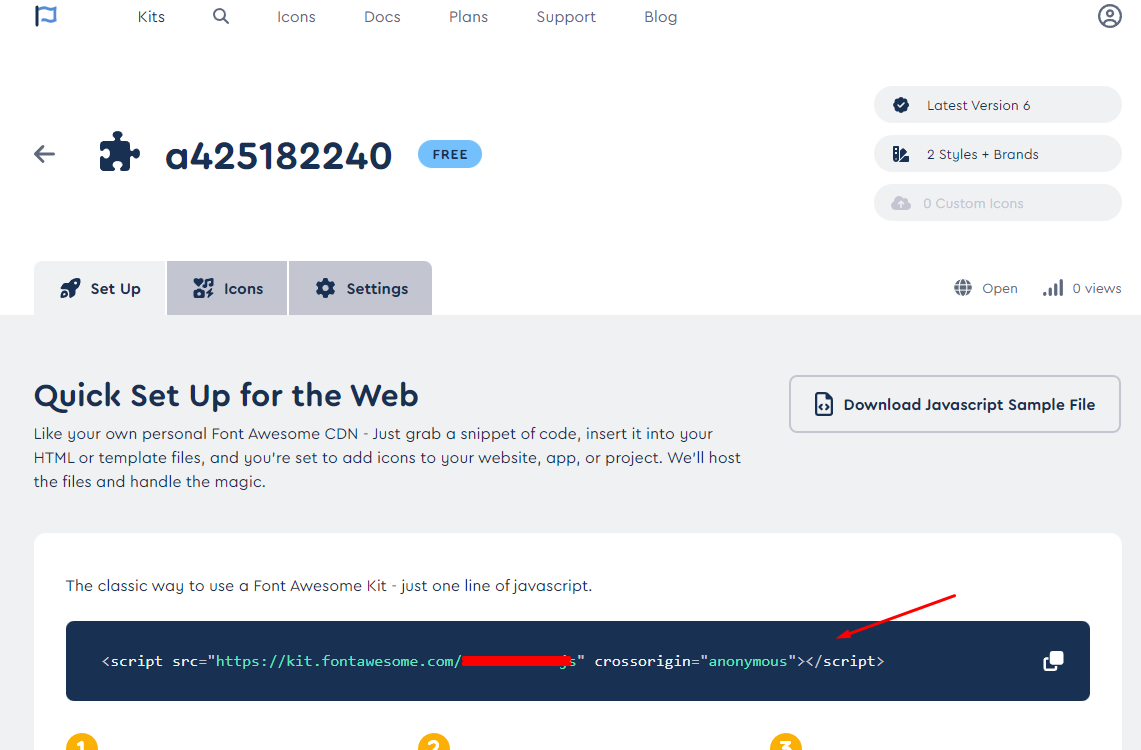 Kits Icons Docs Plans Support Blog
Latest Version 6
a425182240 FREE
2 Styles + Brands
0 Custom Icons
Set Up Icons Settings Open 0 views
Quick Set Up for the Web
Download Javascript Sample File
Like your own personal Font Awesome CDN - Just grab a snippet of code, insert it into your
HTML or template files, and you're set to add icons to your website, app, or project. We'll host
the files and handle the magic.
The classic way to use a Font Awesome Kit - just one line of javascript.
<script src="https://kit.fontawesome.com/js" crossorigin="anonymous"></script>
1 2 3